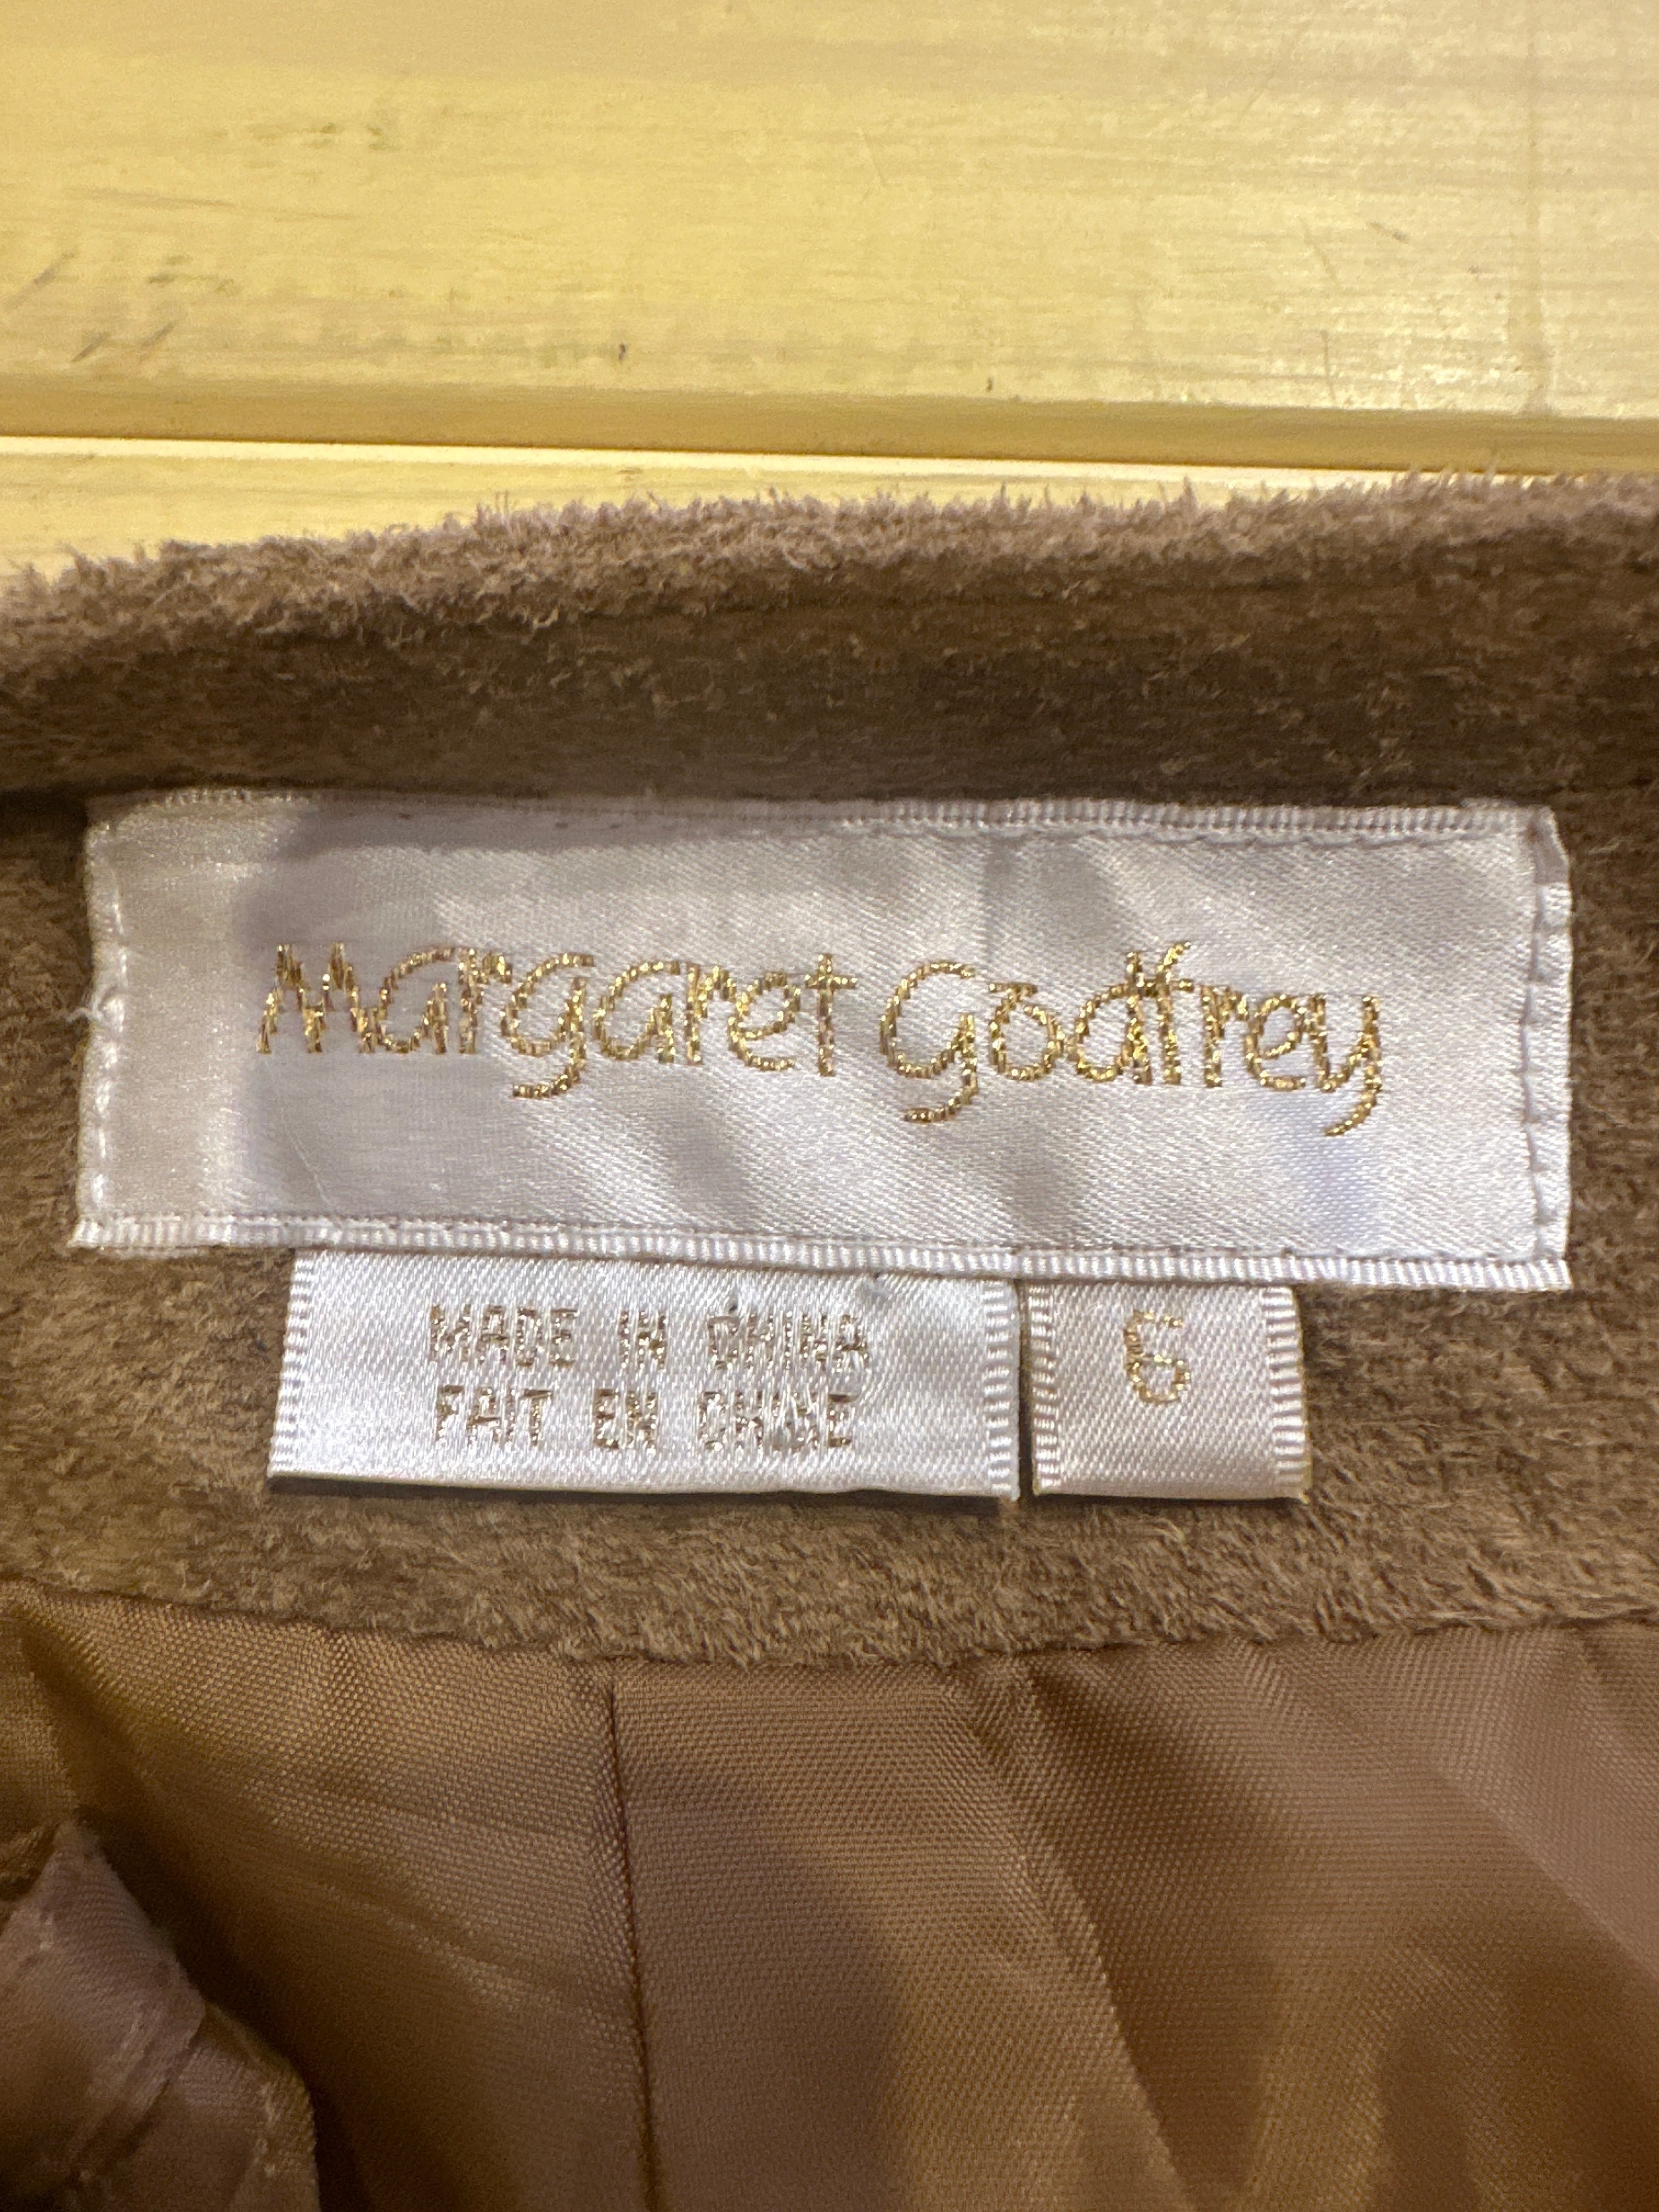 Margaret Godfrey
MADE IN CHINA
FAIT EN CHINE
6